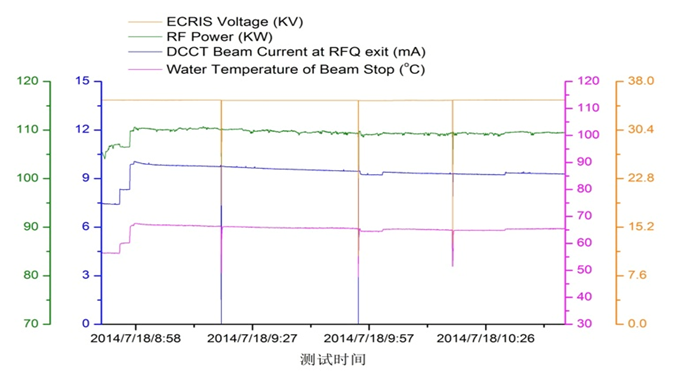 ECRIS Voltage (KV)
RF Power (KW)
DCCT Beam Current at RFQ exit (mA)
Water Temperature of Beam Stop (°C)
120 15 120 38.0
110 12 110 30.4
100 9 100 22.8
90 6 90 15.2
80 3 80 7.6
70 0 70 0.0
60
50
40
30
2014/7/18/8:58 2014/7/18/9:27 2014/7/18/9:57 2014/7/18/10:26
测试时间